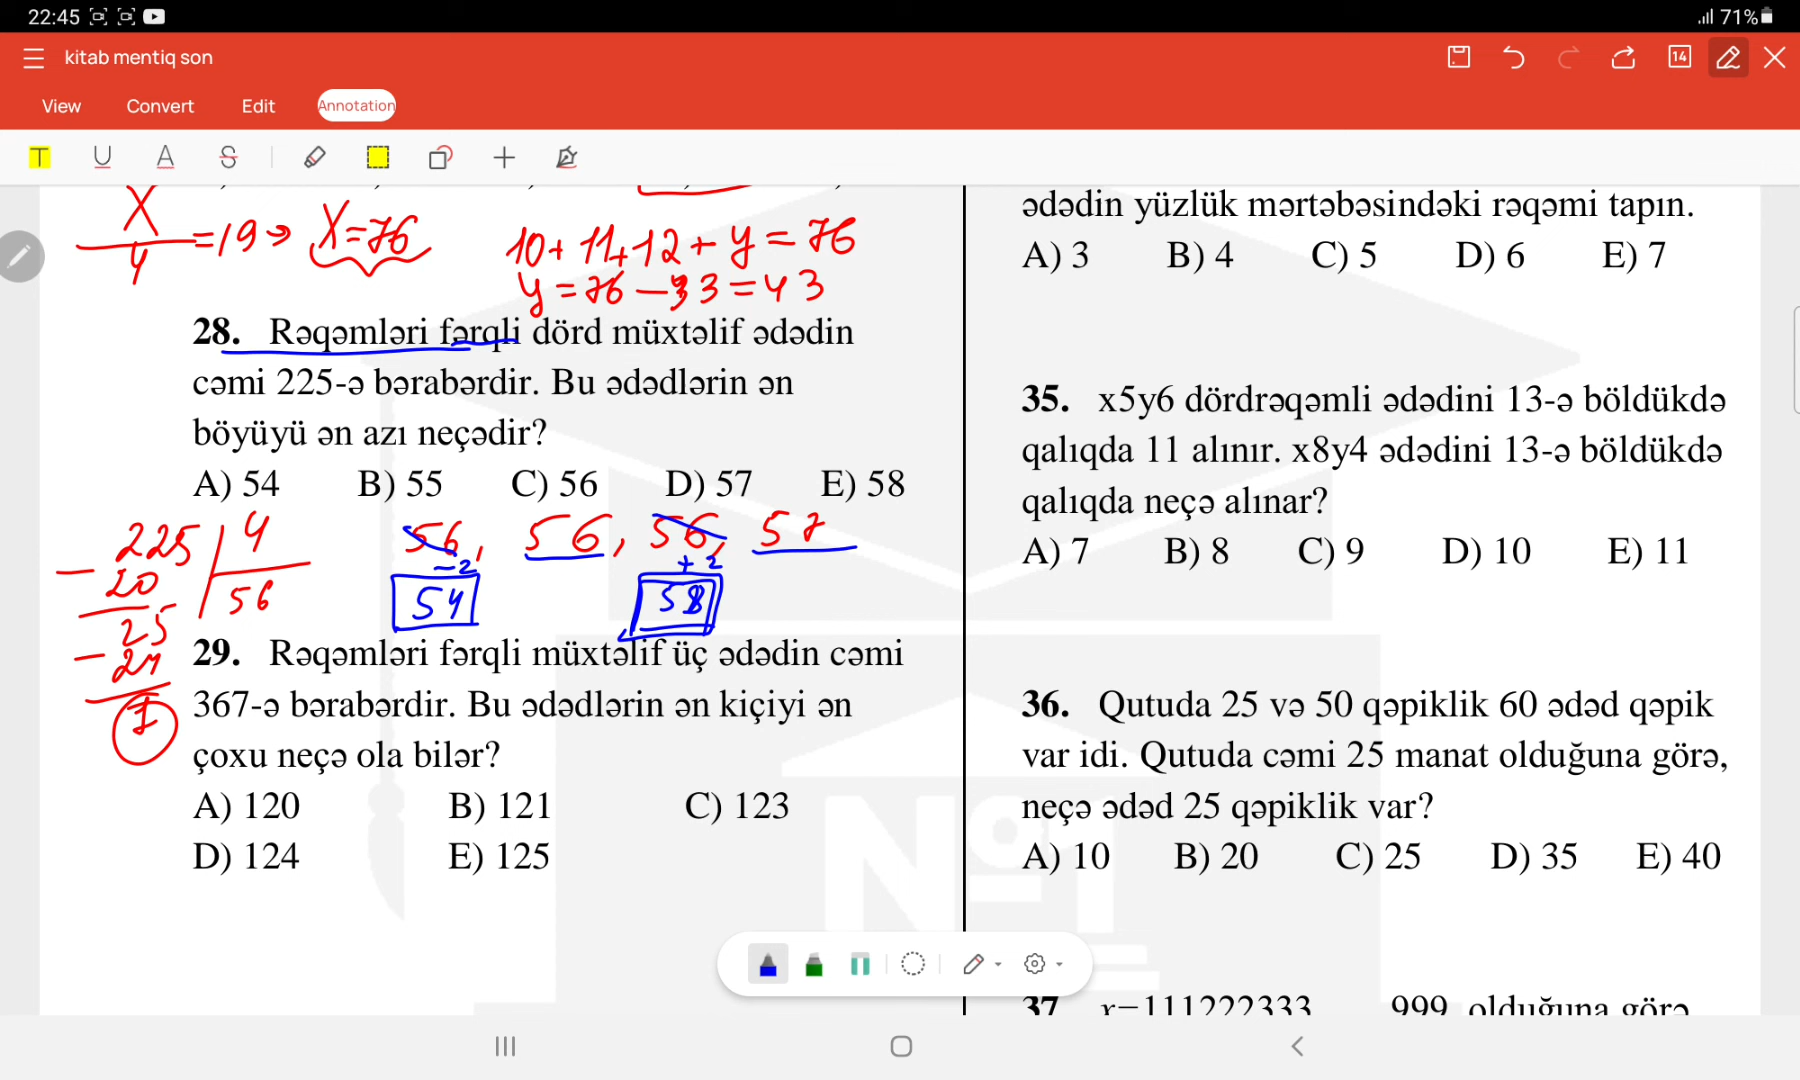 22:45
71%
kitab mentiq son
14
View Convert Edit Annotation
T U A S
x/4 =19 → x=76
10+11+12+y=76
y=76-33=43
28. Rəqəmləri fərqli dörd müxtəlif ədədin
cəmi 225-ə bərabərdir. Bu ədədlərin ən
böyüyü ən azı neçədir?
A) 54 B) 55 C) 56 D) 57 E) 58
225 4
- 20 56
25
- 24
1
56, 56, 56, 57
-2 +2
54 58
29. Rəqəmləri fərqli müxtəlif üç ədədin cəmi
367-ə bərabərdir. Bu ədədlərin ən kiçiyi ən
çoxu neçə ola bilər?
A) 120 B) 121 C) 123
D) 124 E) 125
ədədin yüzlük mərtəbəsindəki rəqəmi tapın.
A) 3 B) 4 C) 5 D) 6 E) 7
35. x5y6 dördrəqəmli ədədini 13-ə böldükdə
qalıqda 11 alınır. x8y4 ədədini 13-ə böldükdə
qalıqda neçə alınar?
A) 7 B) 8 C) 9 D) 10 E) 11
36. Qutuda 25 və 50 qəpiklik 60 ədəd qəpik
var idi. Qutuda cəmi 25 manat olduğuna görə,
neçə ədəd 25 qəpiklik var?
A) 10 B) 20 C) 25 D) 35 E) 40
37 x=111222333 999 olduğuna görə
№1